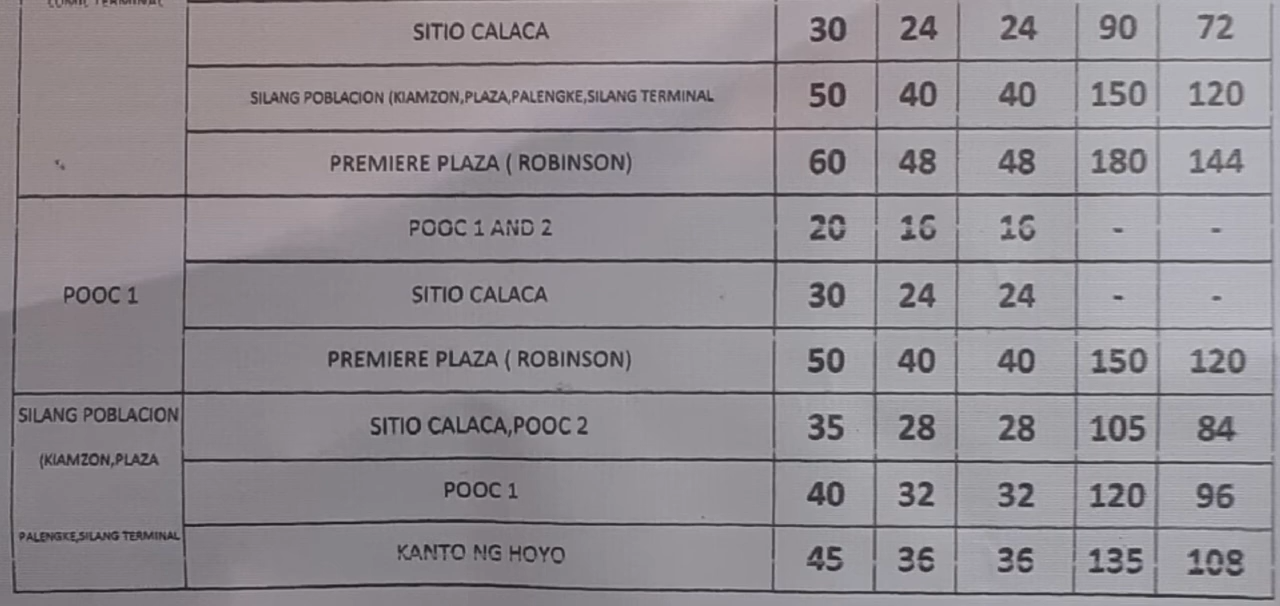 SITIO CALACA 30 24 24 90 72
SILANG POBLACION (KIAMZON,PLAZA,PALENGKE,SILANG TERMINAL 50 40 40 150 120
PREMIERE PLAZA ( ROBINSON) 60 48 48 180 144
POOC 1
POOC 1 AND 2 20 16 16 - -
SITIO CALACA 30 24 24 - -
PREMIERE PLAZA ( ROBINSON) 50 40 40 150 120
SILANG POBLACION
(KIAMZON,PLAZA
PALENGKE,SILANG TERMINAL
SITIO CALACA,POOC 2 35 28 28 105 84
POOC 1 40 32 32 120 96
KANTO NG HOYO 45 36 36 135 108